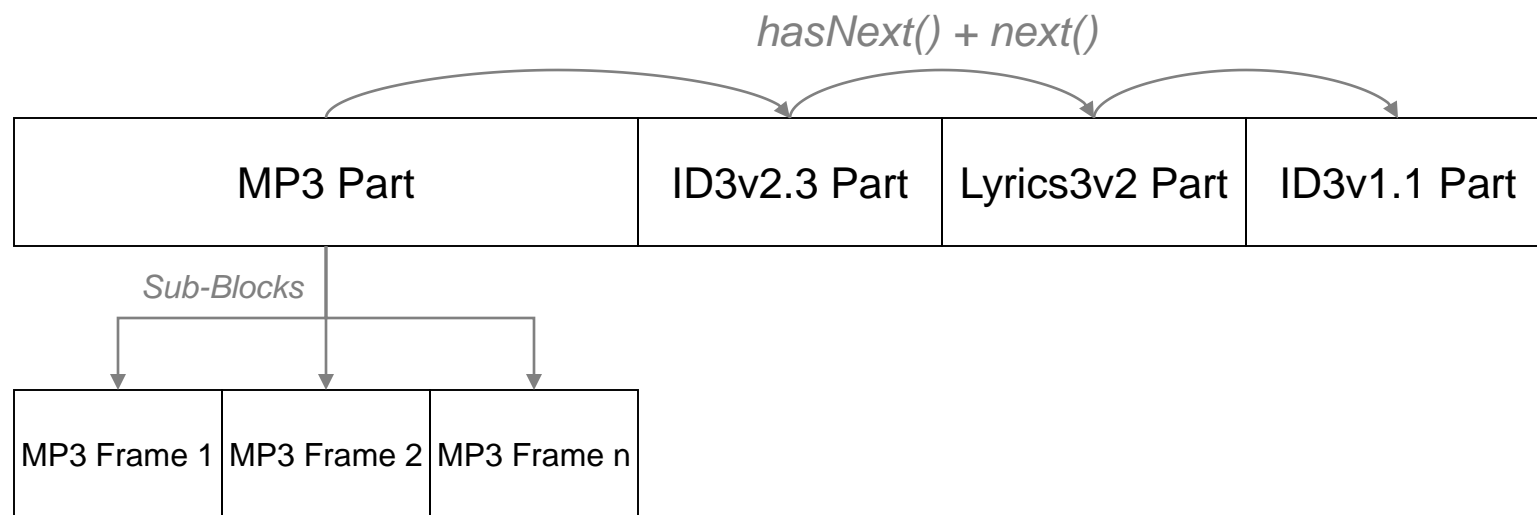 hasNext() + next()
MP3 Part
ID3v2.3 Part
Lyrics3v2 Part
ID3v1.1 Part
Sub-Blocks
MP3 Frame 1
MP3 Frame 2
MP3 Frame n